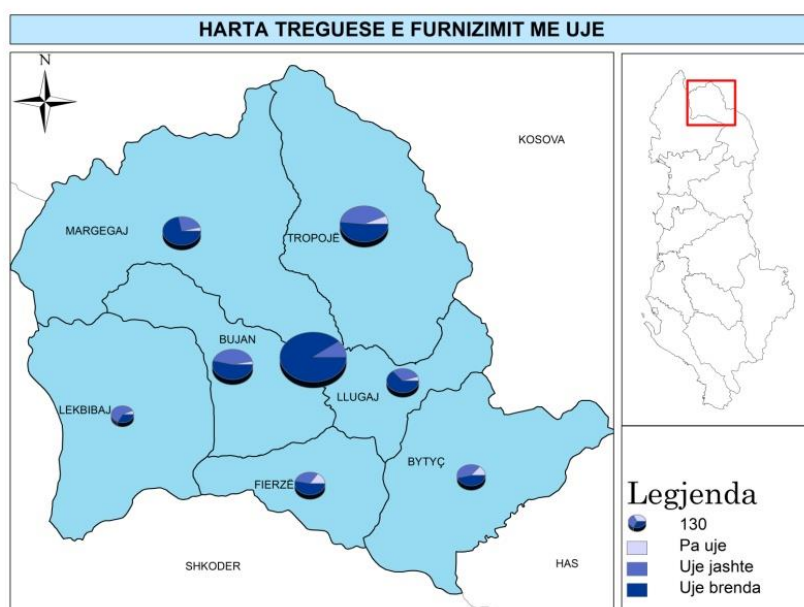 HARTA TREGUESE E FURNIZIMIT ME UJE
N
KOSOVA
MARGEGAJ
TROPOJË
BUJAN
LLUGAJ
LEKBIBAJ
BYTYÇ
FIERZË
SHKODER
HAS
Legjenda
130
Pa uje
Uje jashte
Uje brenda